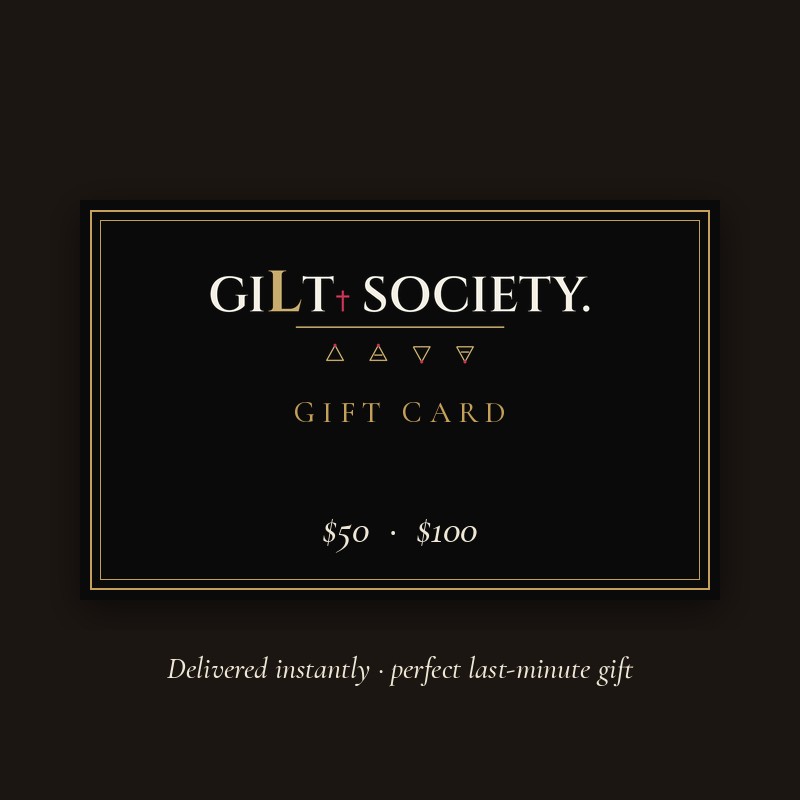 GILT† SOCIETY.
GIFT CARD
$50 · $100
Delivered instantly · perfect last-minute gift